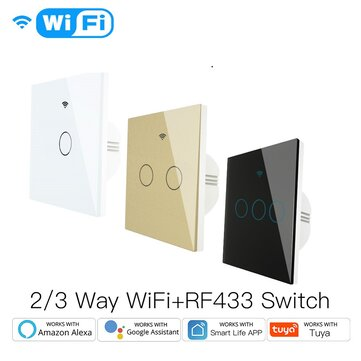 WiFi
2/3 Way WiFi+RF433 Switch
WORKS WITH
Amazon Alexa
WORKS WITH
Google Assistant
WORKS WITH
Smart Life APP
tuya
WORKS WITH
Tuya